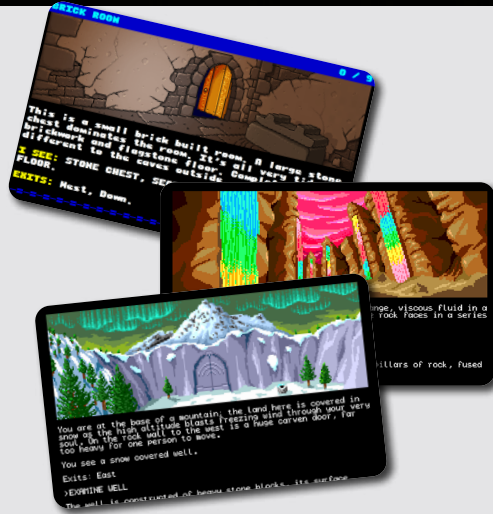 BRICK ROOM
0 / 9
This is a small brick built room. A large stone
chest dominates the room. It's all very
brickwork and flagstone floor.
different to the caves outside.
I SEE: STONE CHEST,
FLOOR.
EXITS: West, Down.
viscous fluid in a
rock faces in a series
of rock, fused
You are at the base of a mountain; the land here is covered in
snow as the high altitude blasts freezing wind through your very
soul. On the rock wall to the west is a huge carven door, far
too heavy for one person to move.
You see a snow covered well.
Exits: East
>EXAMINE WELL
The well is constructed of heavy stone blocks, its surface